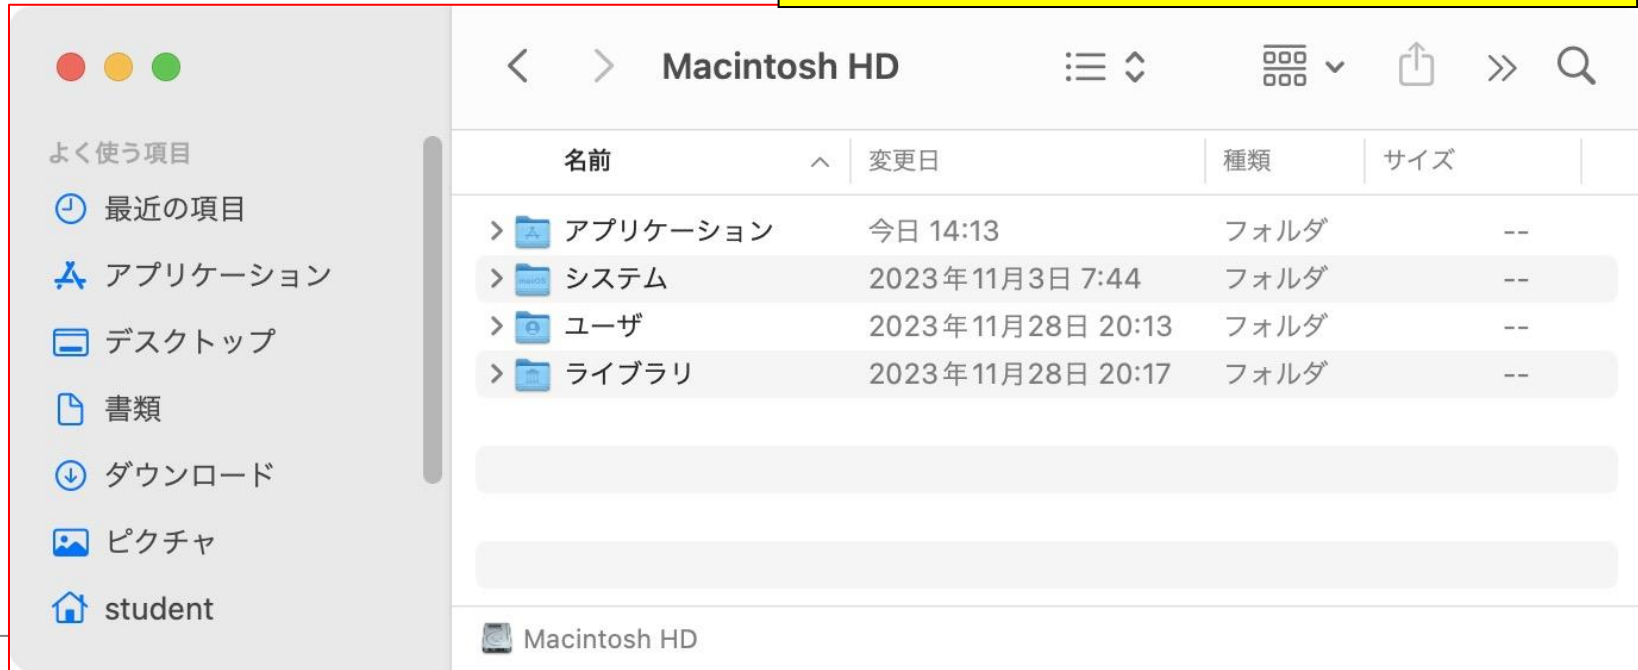 よく使う項目
最近の項目
アプリケーション
デスクトップ
書類
ダウンロード
ピクチャ
student
Macintosh HD
名前 変更日 種類 サイズ
アプリケーション 今日 14:13 フォルダ --
システム 2023年11月3日 7:44 フォルダ --
ユーザ 2023年11月28日 20:13 フォルダ --
ライブラリ 2023年11月28日 20:17 フォルダ --
Macintosh HD